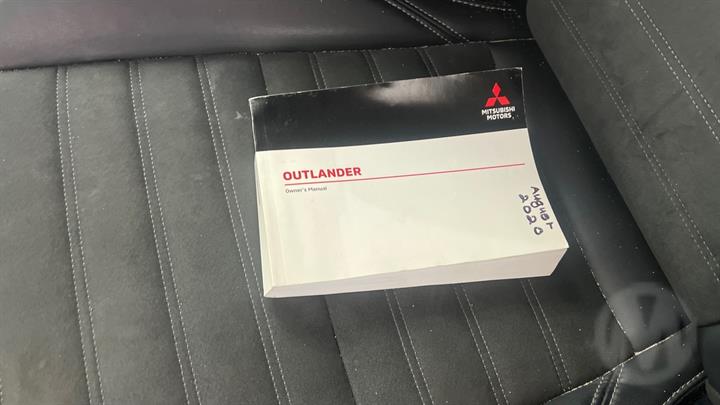 MITSUBISHI
MOTORS
OUTLANDER
Owner's Manual
August
2020